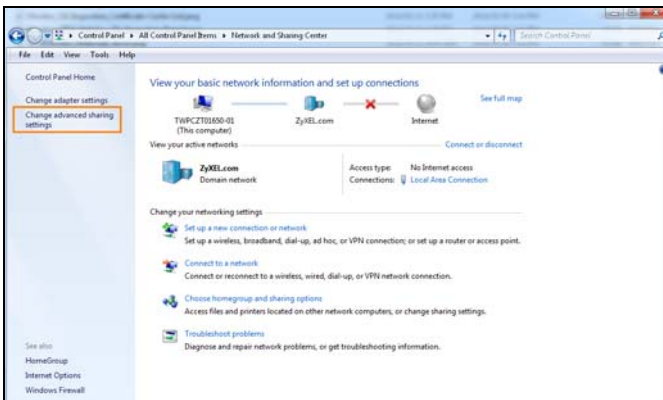 Control Panel ▸ All Control Panel Items ▸ Network and Sharing Center
Search Control Panel
File Edit View Tools Help
Control Panel Home
Change adapter settings
Change advanced sharing
settings
See also
HomeGroup
Internet Options
Windows Firewall
View your basic network information and set up connections
See full map
TWPCZT01650-01
(This computer)
ZyXEL.com
Internet
View your active networks
Connect or disconnect
ZyXEL.com
Domain network
Access type: No Internet access
Connections: Local Area Connection
Change your networking settings
Set up a new connection or network
Set up a wireless, broadband, dial-up, ad hoc, or VPN connection; or set up a router or access point.
Connect to a network
Connect or reconnect to a wireless, wired, dial-up, or VPN network connection.
Choose homegroup and sharing options
Access files and printers located on other network computers, or change sharing settings.
Troubleshoot problems
Diagnose and repair network problems, or get troubleshooting information.